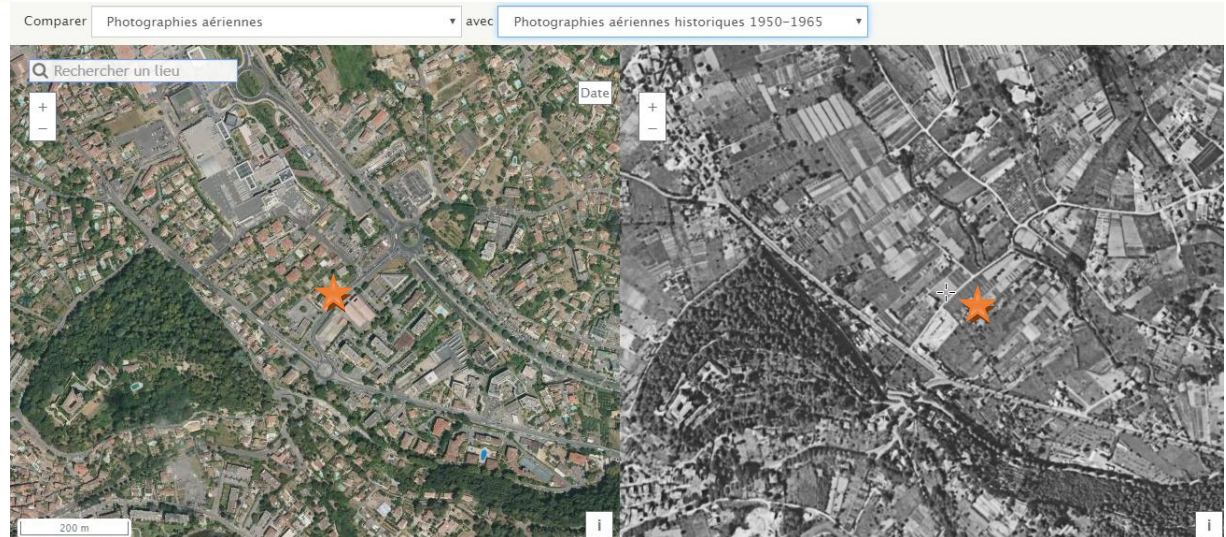 Comparer Photographies aériennes avec Photographies aériennes historiques 1950-1965
Rechercher un lieu
Date
+
−
+
−
200 m
i
i